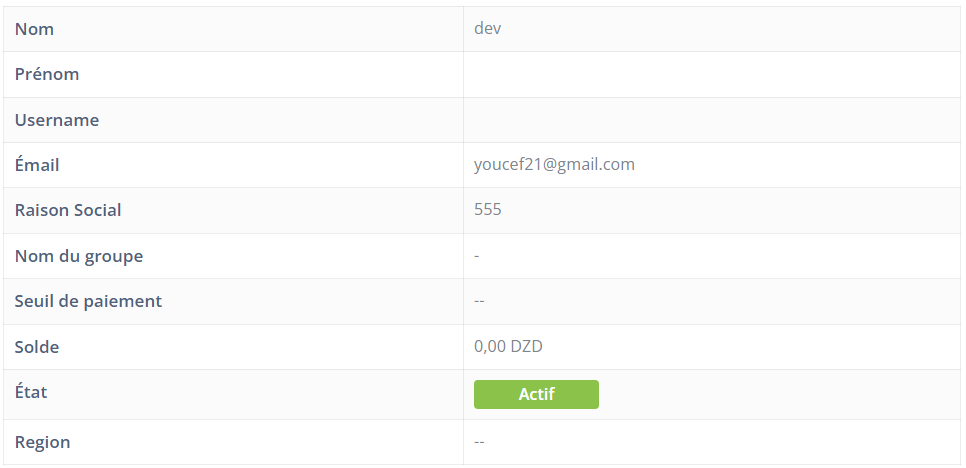 Nom dev
Prénom
Username
Émail youcef21@gmail.com
Raison Social 555
Nom du groupe -
Seuil de paiement --
Solde 0,00 DZD
État Actif
Region --